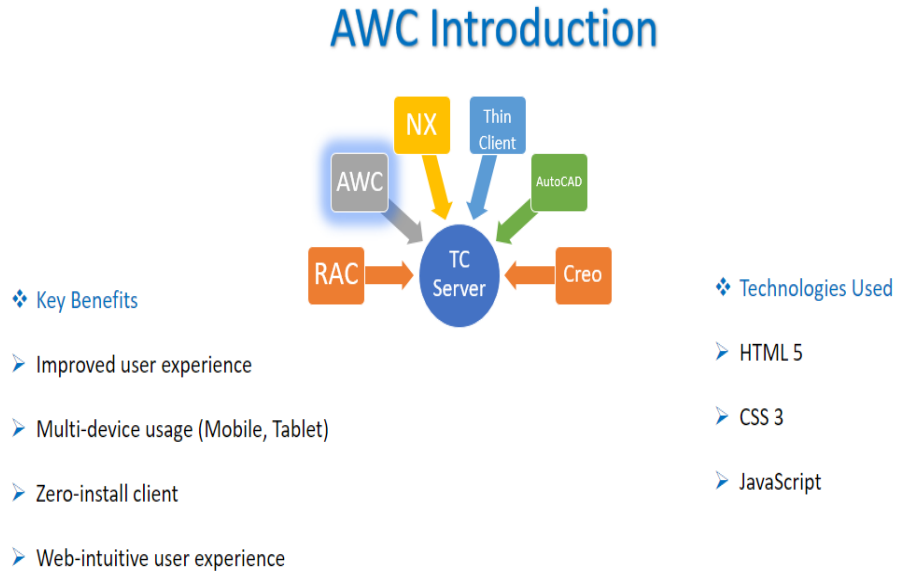 AWC Introduction
NX
Thin
Client
AWC
AutoCAD
RAC
TC
Server
Creo
Key Benefits
Improved user experience
Multi-device usage (Mobile, Tablet)
Zero-install client
Web-intuitive user experience
Technologies Used
HTML 5
CSS 3
JavaScript